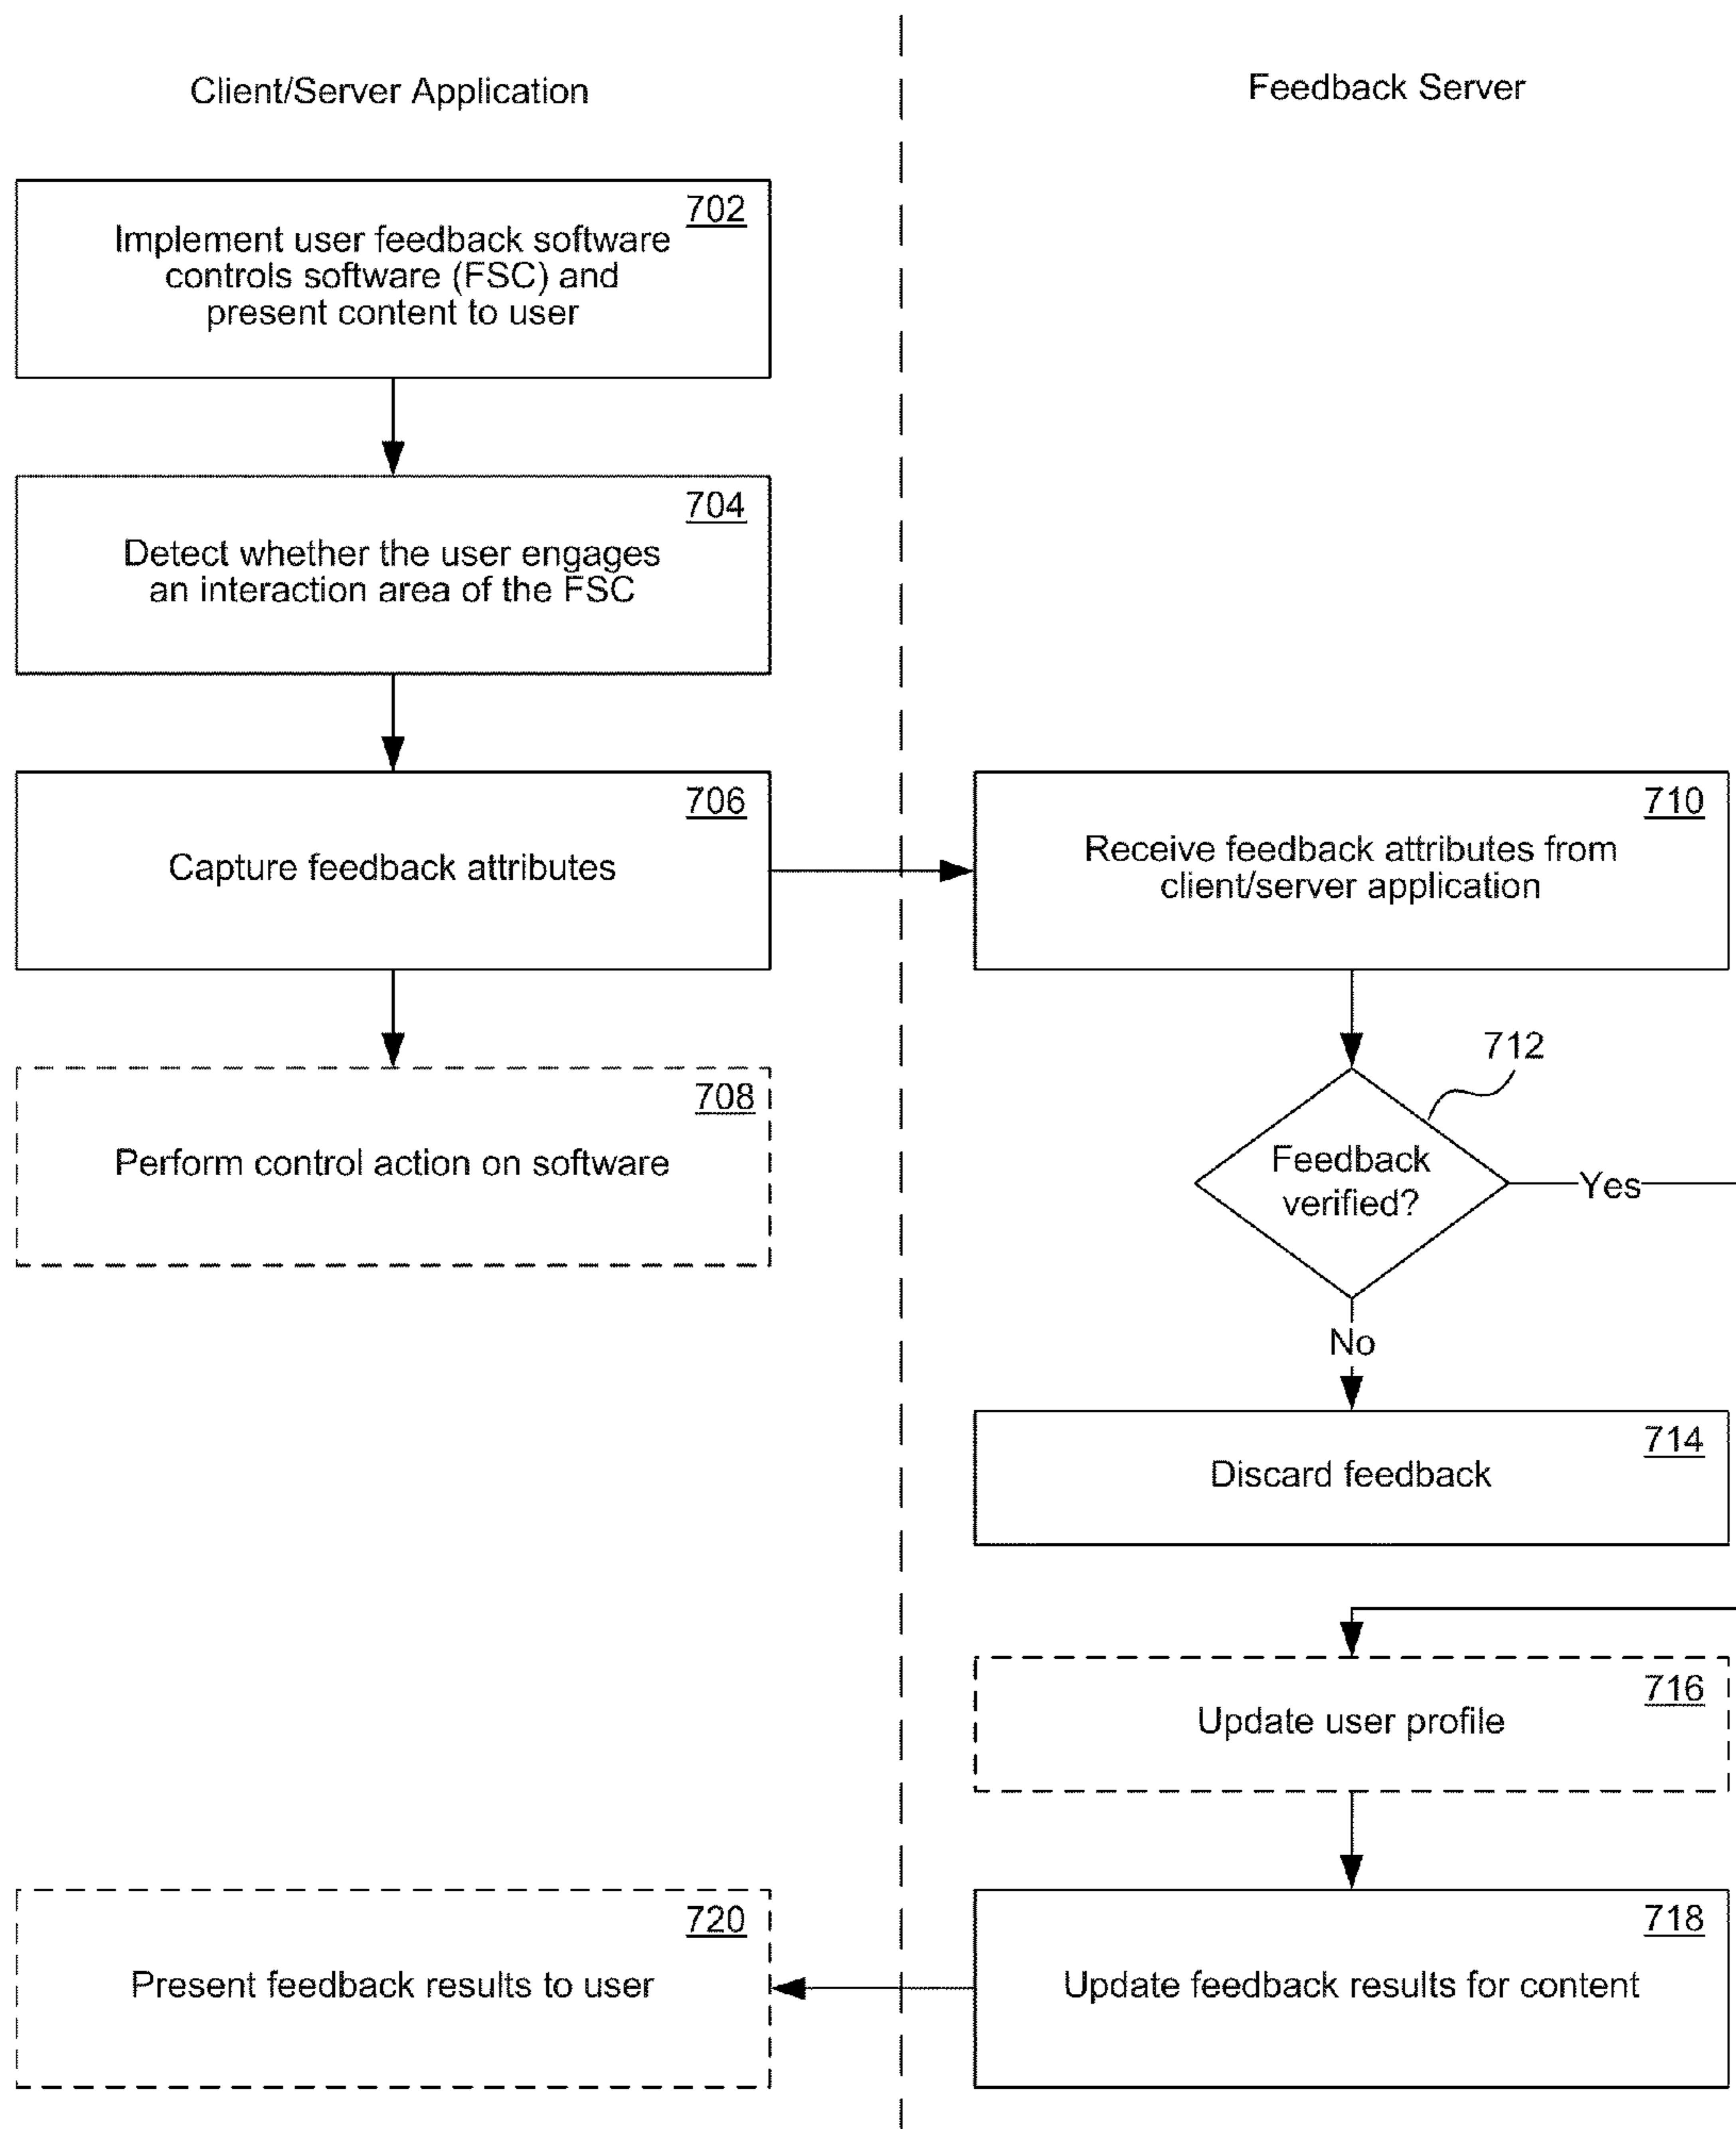 Client/Server Application
Feedback Server
702
Implement user feedback software
controls software (FSC) and
present content to user
704
Detect whether the user engages
an interaction area of the FSC
706
Capture feedback attributes
710
Receive feedback attributes from
client/server application
712
708
Perform control action on software
Feedback
verified?
Yes
No
714
Discard feedback
716
Update user profile
720
Present feedback results to user
718
Update feedback results for content